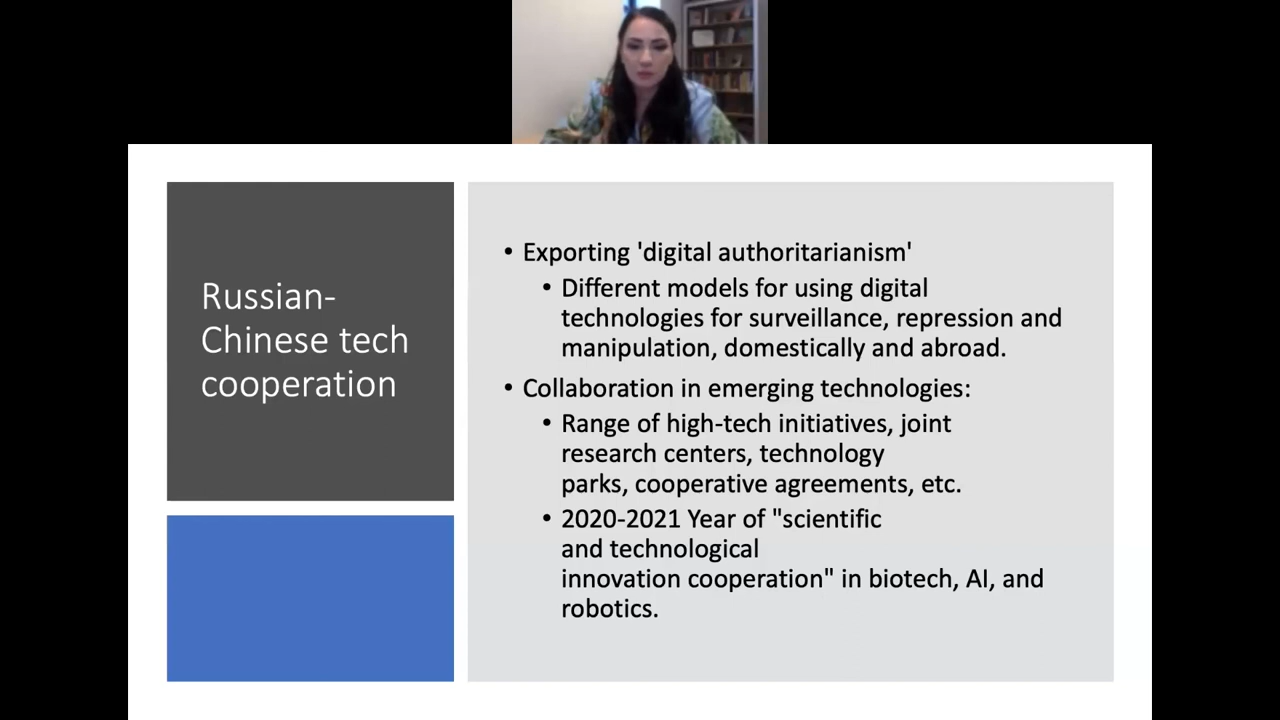 Russian-
Chinese tech
cooperation
• Exporting 'digital authoritarianism'
• Different models for using digital
technologies for surveillance, repression and
manipulation, domestically and abroad.
• Collaboration in emerging technologies:
• Range of high-tech initiatives, joint
research centers, technology
parks, cooperative agreements, etc.
• 2020-2021 Year of "scientific
and technological
innovation cooperation" in biotech, AI, and
robotics.